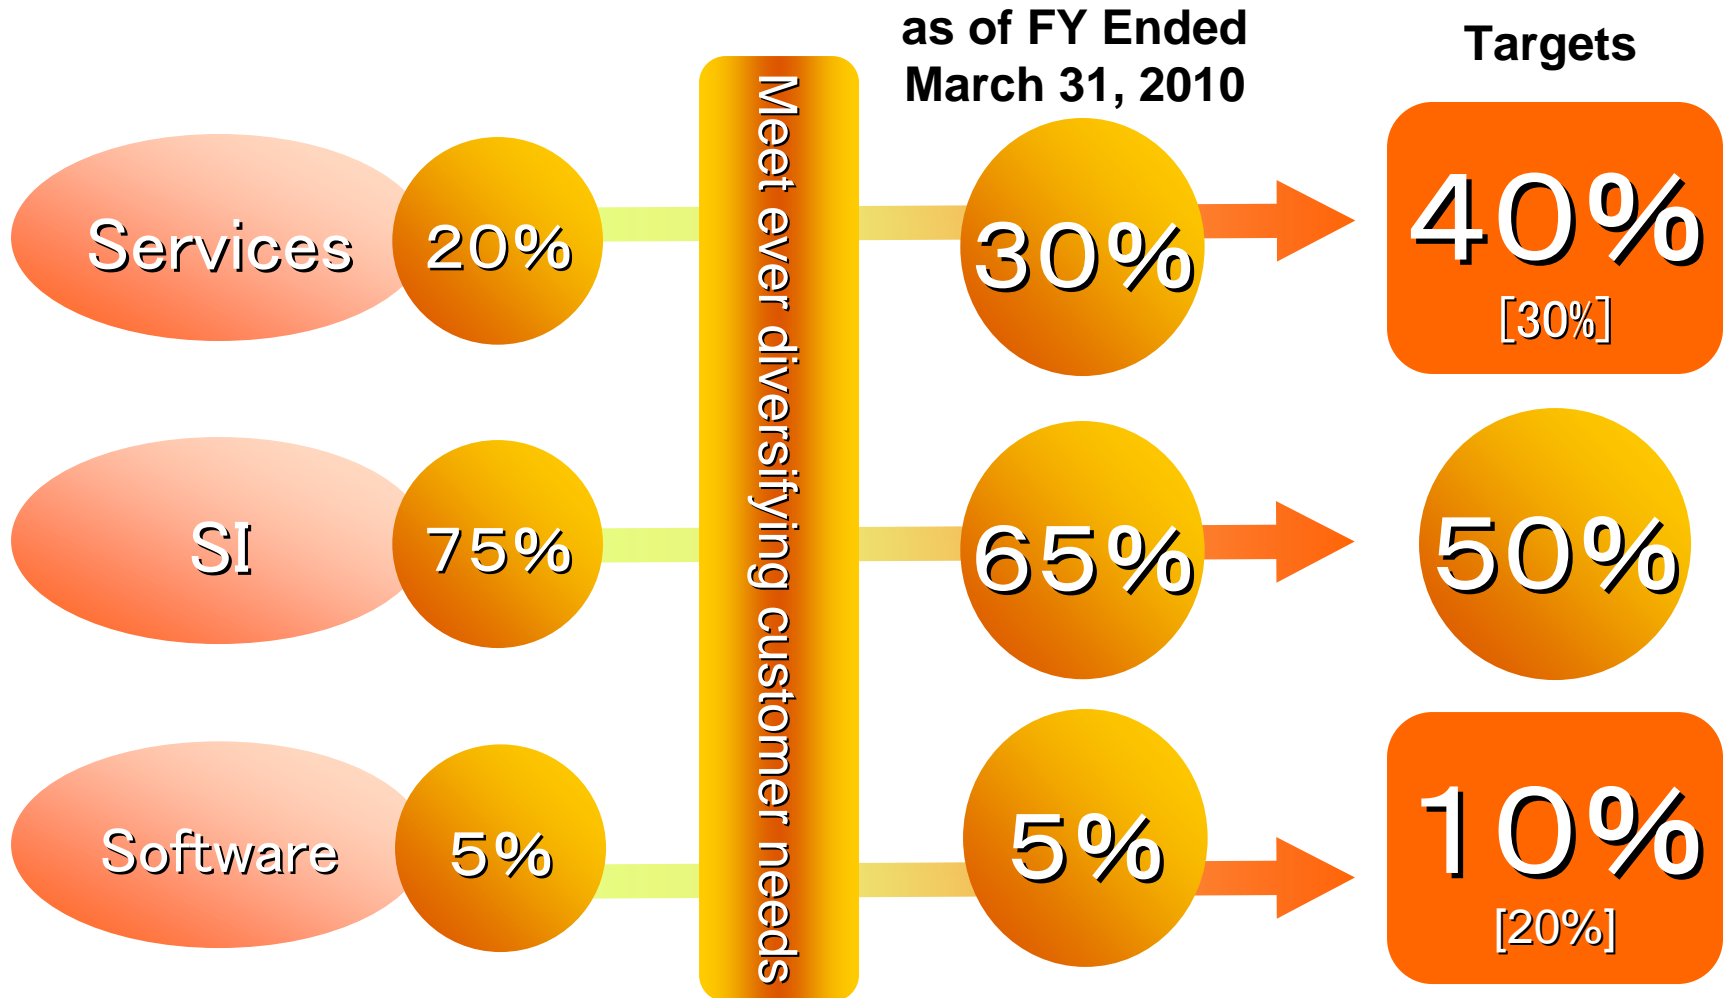 as of FY Ended
March 31, 2010
Targets
Meet ever diversifying customer needs
Services
20%
30%
40%
[30%]
SI
75%
65%
50%
Software
5%
5%
10%
[20%]